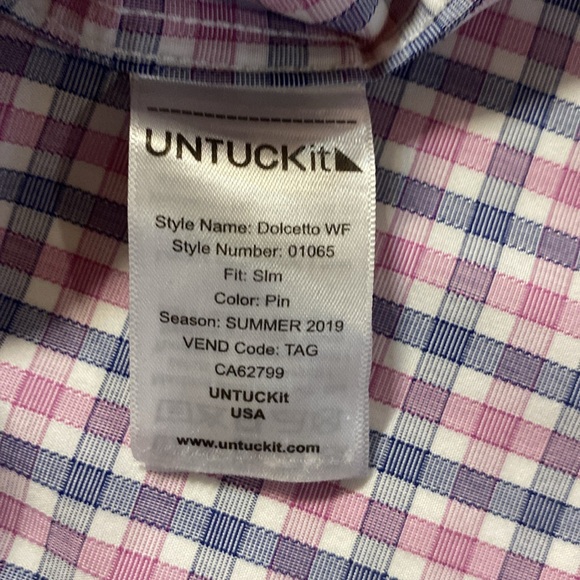 UNTUCKit
Style Name: Dolcetto WF
Style Number: 01065
Fit: Slm
Color: Pin
Season: SUMMER 2019
VEND Code: TAG
CA62799
UNTUCKit
USA
www.untuckit.com